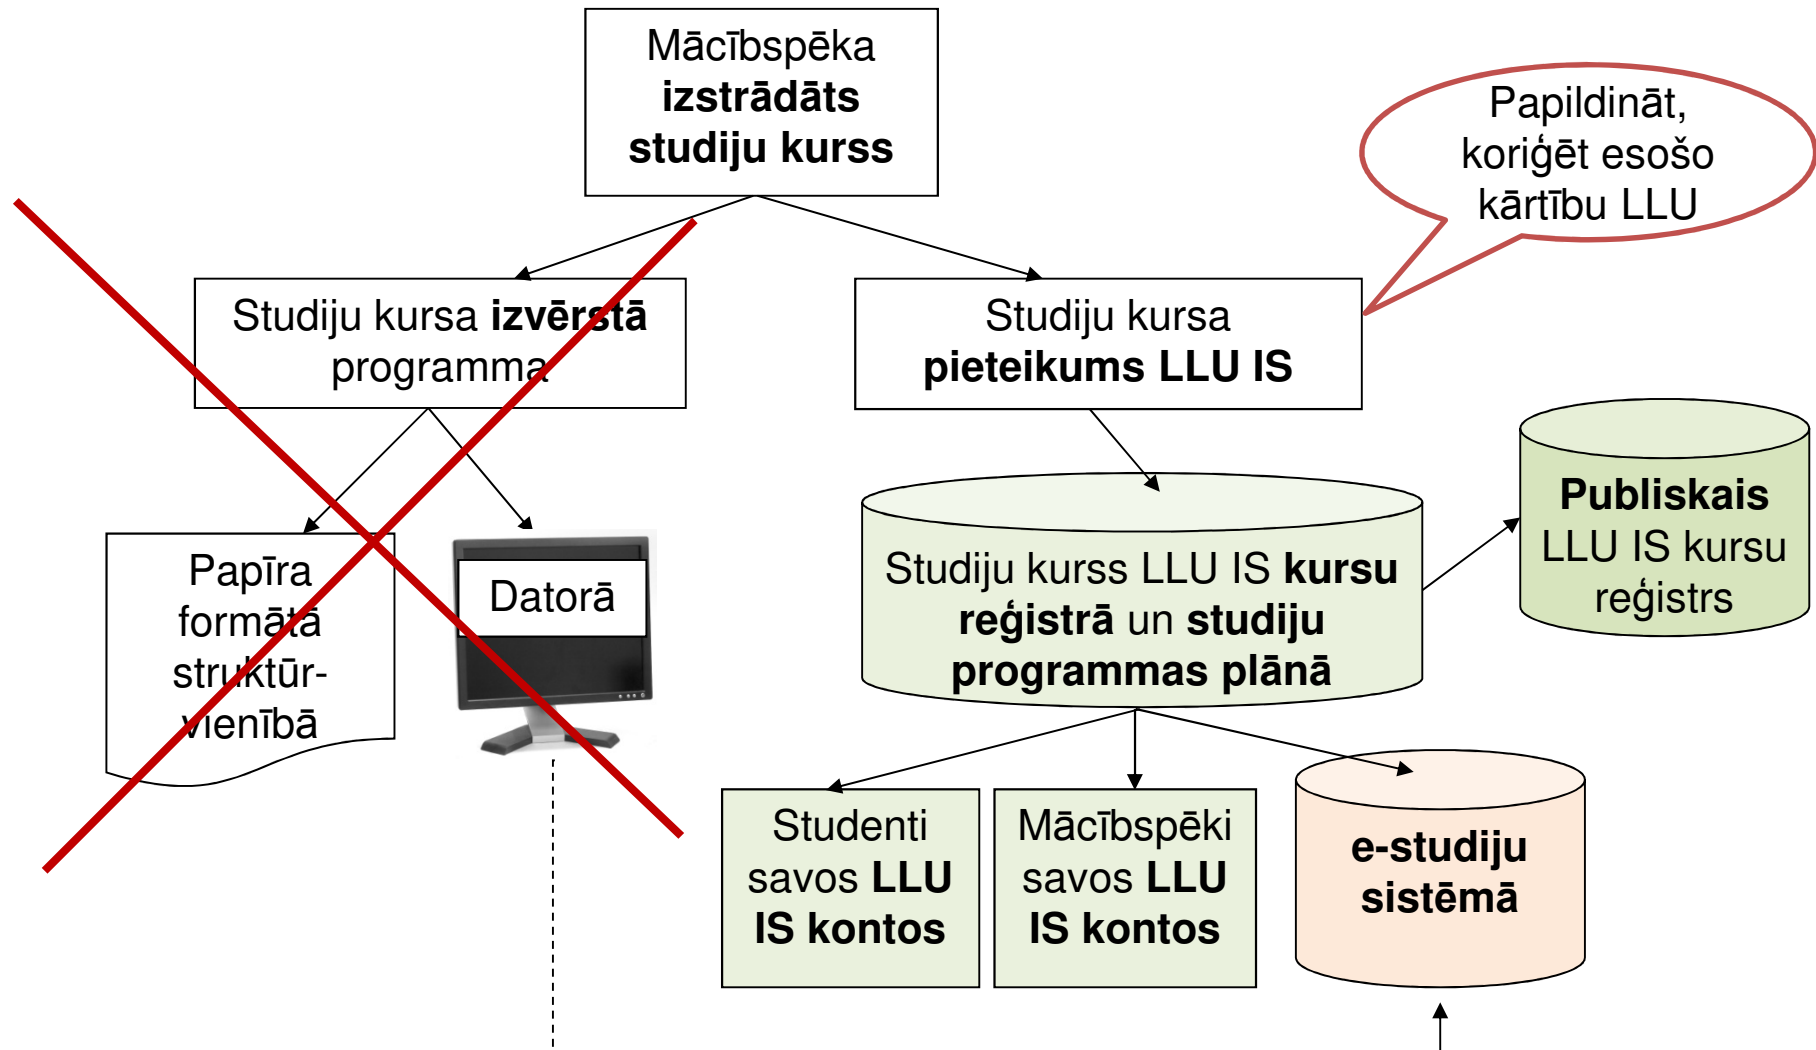 Mācībspēka
izstrādāts
studiju kurss
Papildināt,
koriģēt esošo
kārtību LLU
Studiju kursa izvērstā
programma
Studiju kursa
pieteikums LLU IS
Publiskais
LLU IS kursu
reģistrs
Papīra
formātā
struktūr-
vienībā
Datorā
Studiju kurss LLU IS kursu
reģistrā un studiju
programmas plānā
Studenti
savos LLU
IS kontos
Mācībspēki
savos LLU
IS kontos
e-studiju
sistēmā